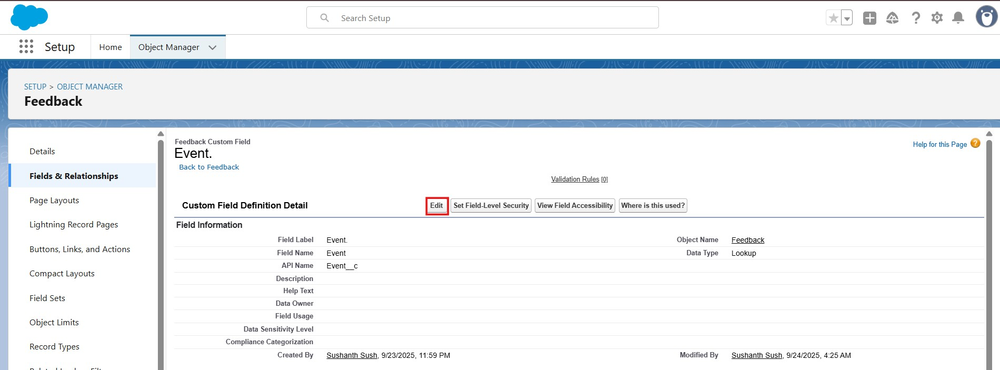 Search Setup
Setup
Home
Object Manager
SETUP > OBJECT MANAGER
Feedback
Details
Fields & Relationships
Page Layouts
Lightning Record Pages
Buttons, Links, and Actions
Compact Layouts
Field Sets
Object Limits
Record Types
Feedback Custom Field
Event.
Back to Feedback
Help for this Page
Validation Rules [0]
Custom Field Definition Detail
Edit
Set Field-Level Security
View Field Accessibility
Where is this used?
Field Information
Field Label Event. Object Name Feedback
Field Name Event Data Type Lookup
API Name Event__c
Description
Help Text
Data Owner
Field Usage
Data Sensitivity Level
Compliance Categorization
Created By Sushanth Sush, 9/23/2025, 11:59 PM Modified By Sushanth Sush, 9/24/2025, 4:25 AM